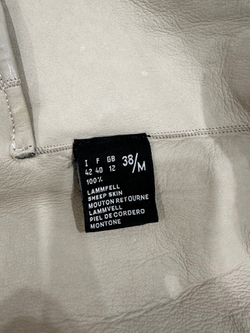 I F GB
42 40 12 38/M
100%
LAMMFELL
SHEEP SKIN
MOUTON RETOURNE
LAMMVELL
PIEL DE CORDERO
MONTONE